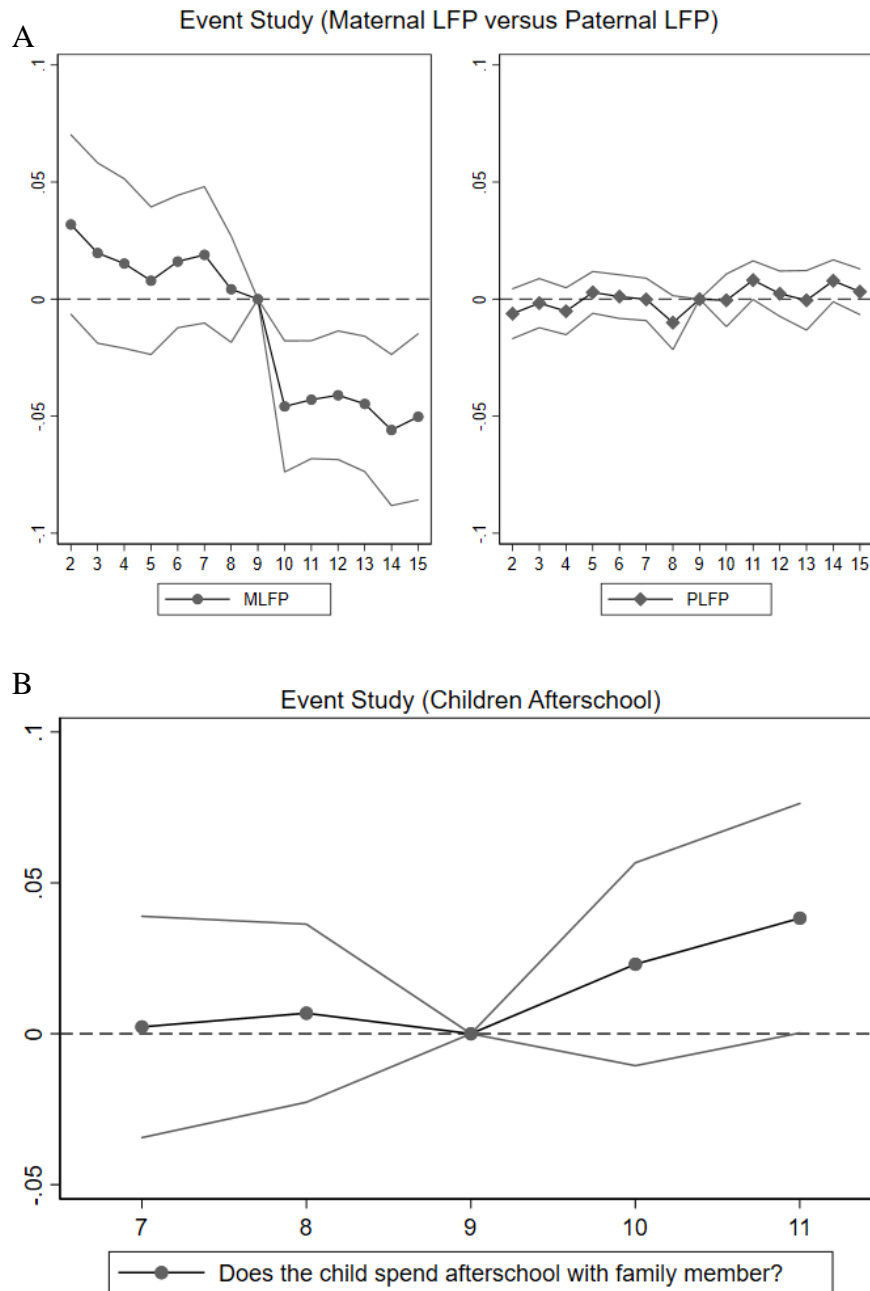 A
Event Study (Maternal LFP versus Paternal LFP)
.1
.05
0
-.05
-.1
2 3 4 5 6 7 8 9 10 11 12 13 14 15
MLFP
.1
.05
0
-.05
-.1
2 3 4 5 6 7 8 9 10 11 12 13 14 15
PLFP
B
Event Study (Children Afterschool)
.1
.05
0
-.05
7 8 9 10 11
Does the child spend afterschool with family member?